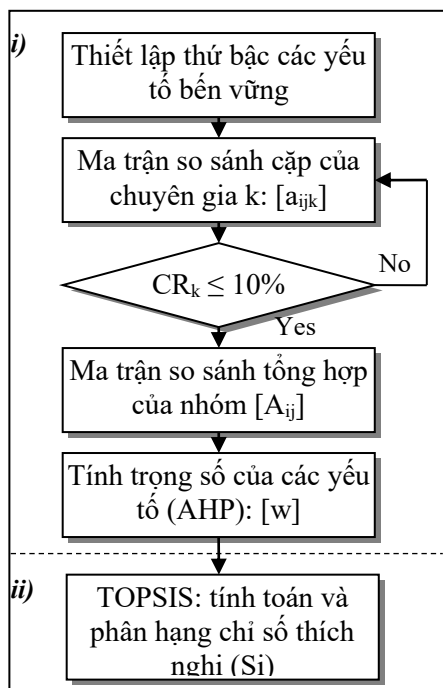 i)
Thiết lập thứ bậc các yếu
tố bến vững
Ma trận so sánh cặp của
chuyên gia k: [aijk]
No
CRk ≤ 10%
Yes
Ma trận so sánh tổng hợp
của nhóm [Aij]
Tính trọng số của các yếu
tố (AHP): [w]
ii)
TOPSIS: tính toán và
phân hạng chỉ số thích
nghi (Si)